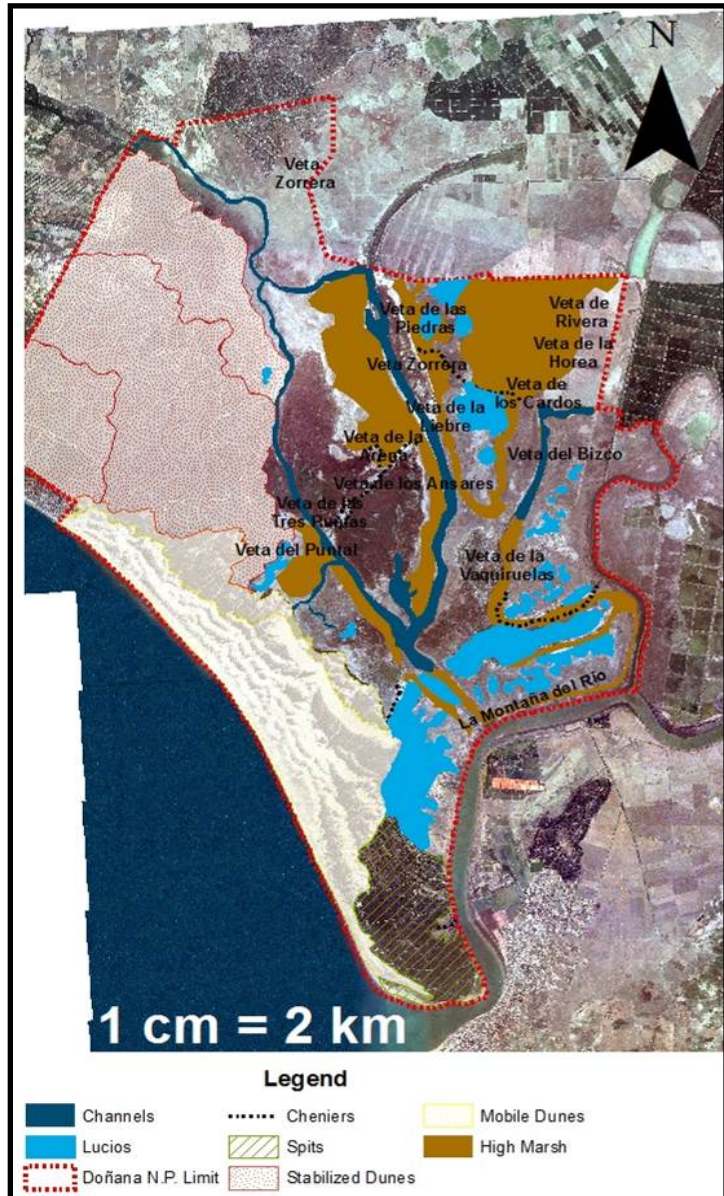 N
Veta
Zorrera
Veta de las
Piedras
Veta de
Rivera
Veta de la
Horea
Veta Zorrera
Veta de
los Cardos
Veta de la
Liebre
Veta de la
Arena
Veta del Bizco
Veta de los Ansares
Veta de las
Tres Rayas
Veta del Puntal
Veta de la
Vaquiruelas
La Montaña del Río
1 cm = 2 km
Legend
Channels
Cheniers
Mobile Dunes
Lucios
Spits
High Marsh
Doñana N.P. Limit
Stabilized Dunes